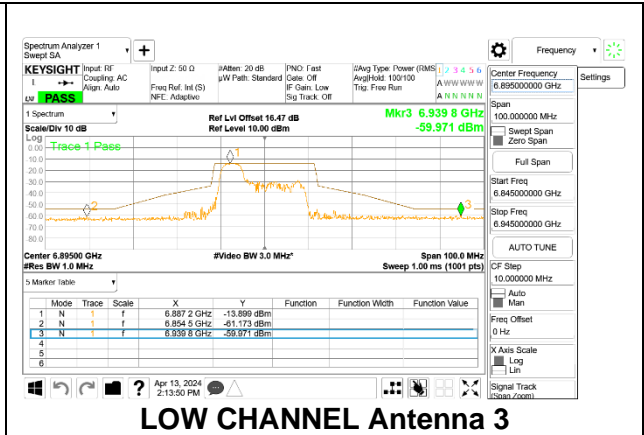 Spectrum Analyzer 1
Swept SA
+
Frequency
KEYSIGHT
Input: RF
Coupling: AC
Align: Auto
Input Z: 50 Ω
Freq Ref: Int (S)
NFE: Adaptive
#Atten: 20 dB
µW Path: Standard
PNO: Fast
Gate: Off
IF Gain: Low
Sig Track: Off
#Avg Type: Power (RMS
Avg|Hold: 100/100
Trig: Free Run
1 2 3 4 5 6
A W W W W W
A N N N N N
PASS
1 Spectrum
Scale/Div 10 dB
Ref Lvl Offset 16.47 dB
Ref Level 10.00 dBm
Mkr3 6.939 8 GHz
-59.971 dBm
Log
Trace 1 Pass
0.00
-10.0
-20.0
-30.0
-40.0
-50.0
-60.0
-70.0
-80.0
1
2
3
Center 6.89500 GHz
#Res BW 1.0 MHz
#Video BW 3.0 MHz*
Span 100.0 MHz
Sweep 1.00 ms (1001 pts)
5 Marker Table
Mode Trace Scale X Y Function Function Width Function Value
1 N 1 f 6.887 2 GHz -13.899 dBm
2 N 1 f 6.854 5 GHz -61.173 dBm
3 N 1 f 6.939 8 GHz -59.971 dBm
4
5
6
?
Apr 13, 2024
2:13:50 PM
Center Frequency
6.895000000 GHz
Settings
Span
100.000000 MHz
Swept Span
Zero Span
Full Span
Start Freq
6.845000000 GHz
Stop Freq
6.945000000 GHz
AUTO TUNE
CF Step
10.000000 MHz
Auto
Man
Freq Offset
0 Hz
X Axis Scale
Log
Lin
Signal Track
(Span Zoom)
LOW CHANNEL Antenna 3